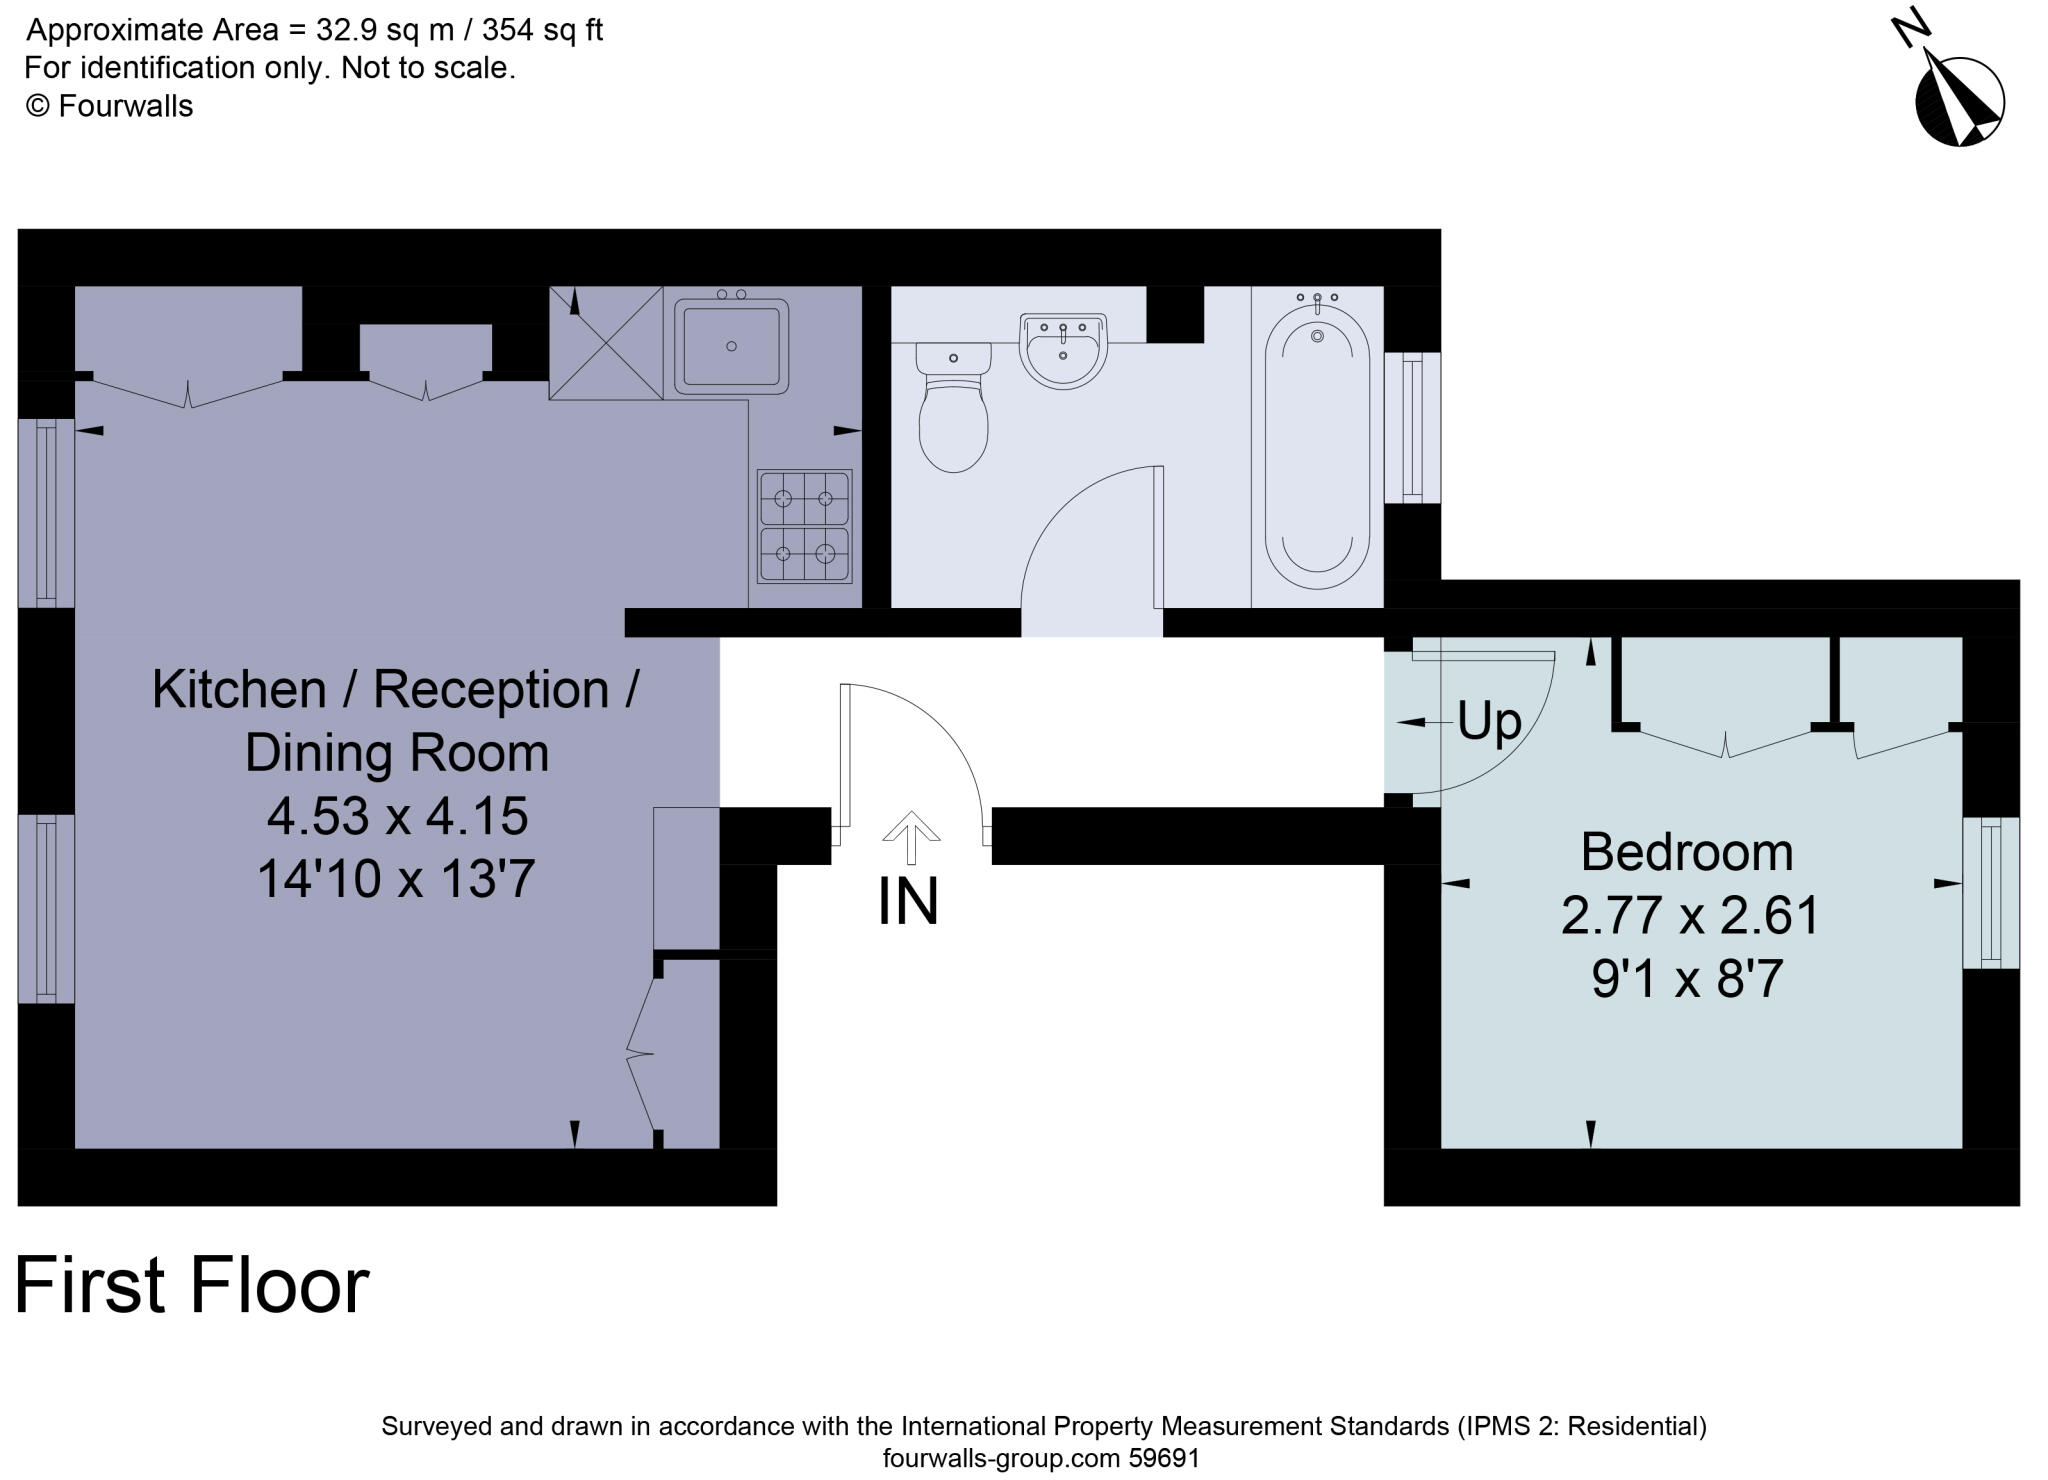 Approximate Area = 32.9 sq m / 354 sq ft
For identification only. Not to scale.
© Fourwalls
N
Kitchen / Reception /
Dining Room
4.53 x 4.15
14'10 x 13'7
IN
Up
Bedroom
2.77 x 2.61
9'1 x 8'7
First Floor
Surveyed and drawn in accordance with the International Property Measurement Standards (IPMS 2: Residential)
fourwalls-group.com 59691